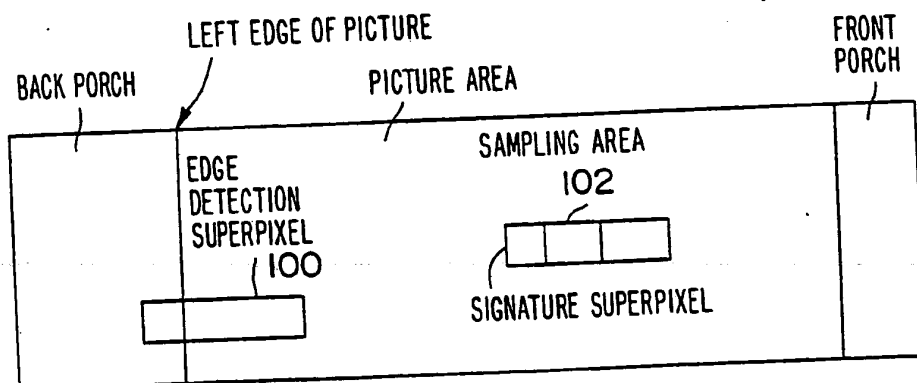 LEFT EDGE OF PICTURE
FRONT
PORCH
BACK PORCH
PICTURE AREA
SAMPLING AREA
102
EDGE
DETECTION
SUPERPIXEL
100
SIGNATURE SUPERPIXEL